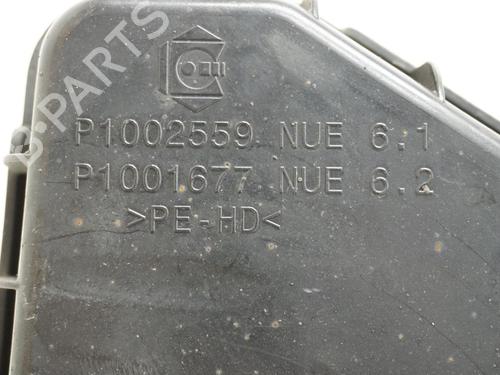 B-PARTS
P1002559 NUE 6.1
P1001677 NUE 6.2
>PE-HD<